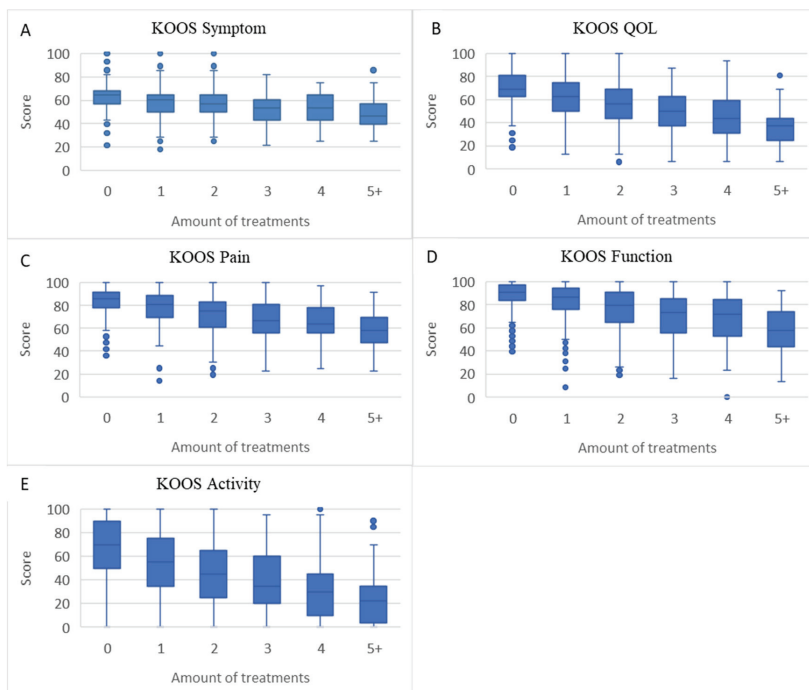 A
KOOS Symptom
100
80
60
40
20
0
Score
0 1 2 3 4 5+
Amount of treatments
B
KOOS QOL
100
80
60
40
20
0
Score
0 1 2 3 4 5+
Amount of treatments
C
KOOS Pain
100
80
60
40
20
0
Score
0 1 2 3 4 5+
Amount of treatments
D
KOOS Function
100
80
60
40
20
0
Score
0 1 2 3 4 5+
Amount of treatments
E
KOOS Activity
100
80
60
40
20
0
Score
0 1 2 3 4 5+
Amount of treatments